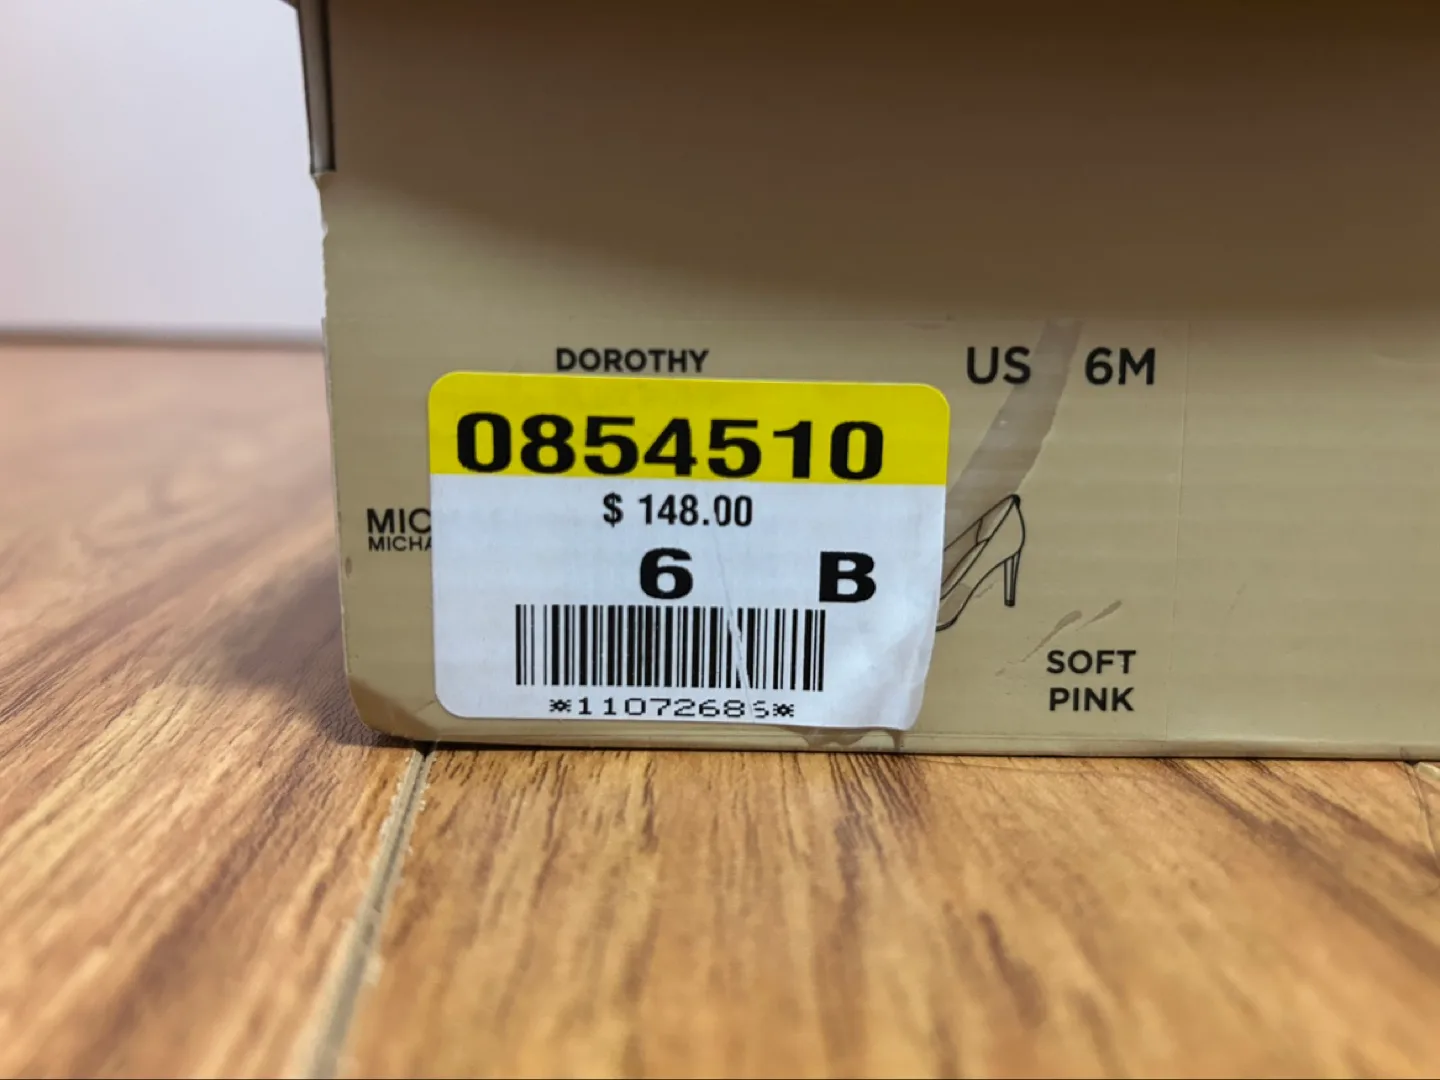 DOROTHY
US 6M
0854510
$ 148.00
6 B
MIC
MICHA
*11072686*
SOFT
PINK